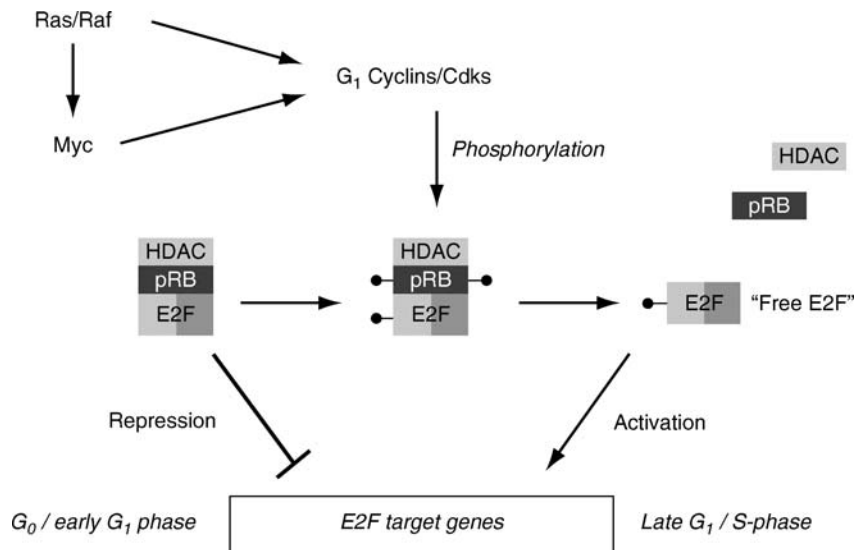 Ras/Raf
G₁ Cyclins/Cdks
Myc
Phosphorylation
HDAC
pRB
HDAC
pRB
E2F
HDAC
pRB
E2F
E2F
“Free E2F”
Repression
Activation
G₀ / early G₁ phase
E2F target genes
Late G₁ / S-phase